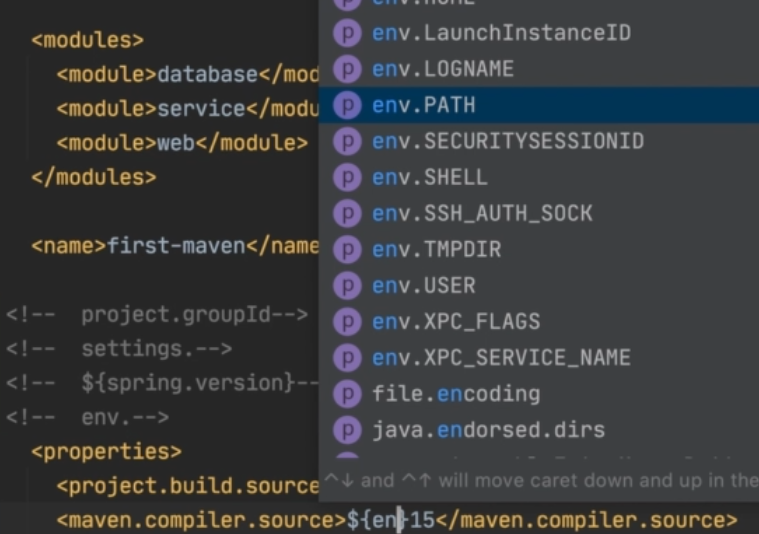 <modules>
<module>database</mod
<module>service</modu
<module>web</module>
</modules>
<name>first-maven</name
<!-- project.groupId-->
<!-- settings.-->
<!-- ${spring.version}--
<!-- env.-->
<properties>
<project.build.source
<maven.compiler.source>${en}-15</maven.compiler.source>
env.HOME
env.LaunchInstanceID
env.LOGNAME
env.PATH
env.SECURITYSESSIONID
env.SHELL
env.SSH_AUTH_SOCK
env.TMPDIR
env.USER
env.XPC_FLAGS
env.XPC_SERVICE_NAME
file.encoding
java.endorsed.dirs
^↓ and ^↑ will move caret down and up in the